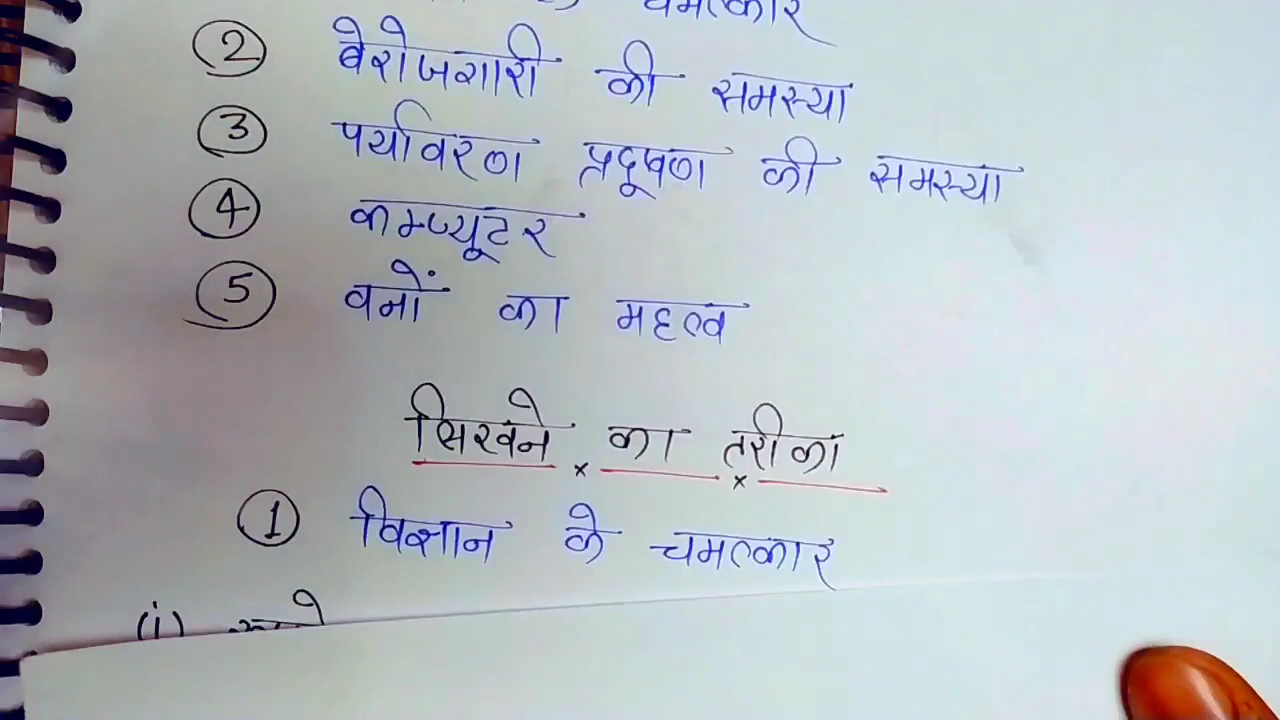 चमत्कार
② बेरोजगारी की समस्या
③ पर्यावरण प्रदूषण की समस्या
④ कम्प्यूटर
⑤ वनों का महत्व
सिखने का तरीका
① विज्ञान के चमत्कार
(i)